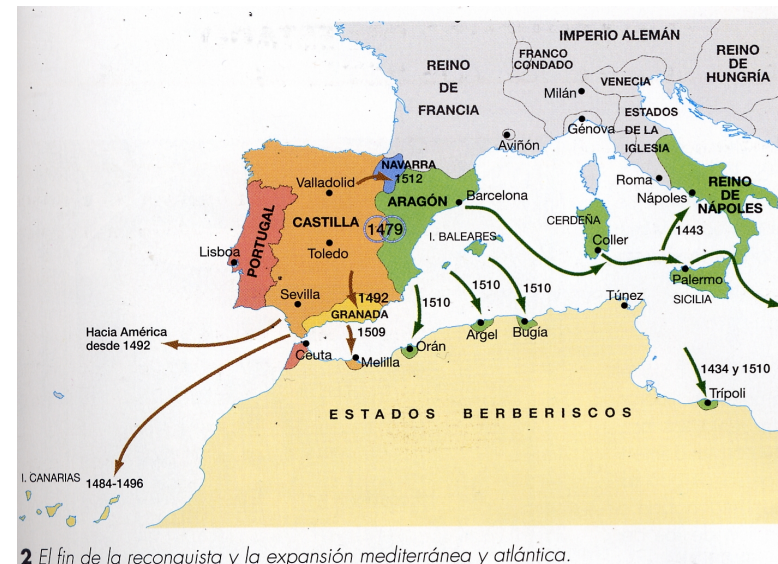 IMPERIO ALEMÁN
FRANCO
CONDADO
REINO
DE
HUNGRÍA
REINO
DE
FRANCIA
VENECIA
Milán
ESTADOS
DE LA
IGLESIA
Génova
Aviñón
NAVARRA
1512
Valladolid
ARAGÓN
Barcelona
Roma
Nápoles
REINO
DE
NÁPOLES
CASTILLA
1479
CERDEÑA
I. BALEARES
1443
PORTUGAL
Toledo
Coller
Lisboa
Palermo
SICILIA
Sevilla
1492
GRANADA
1510
1510
1510
Túnez
Hacia América
desde 1492
1509
Ceuta
Melilla
Orán
Argel
Bugía
1434 y 1510
Trípoli
ESTADOS BERBERISCOS
I. CANARIAS
1484-1496
2 El fin de la reconquista y la expansión mediterránea y atlántica.